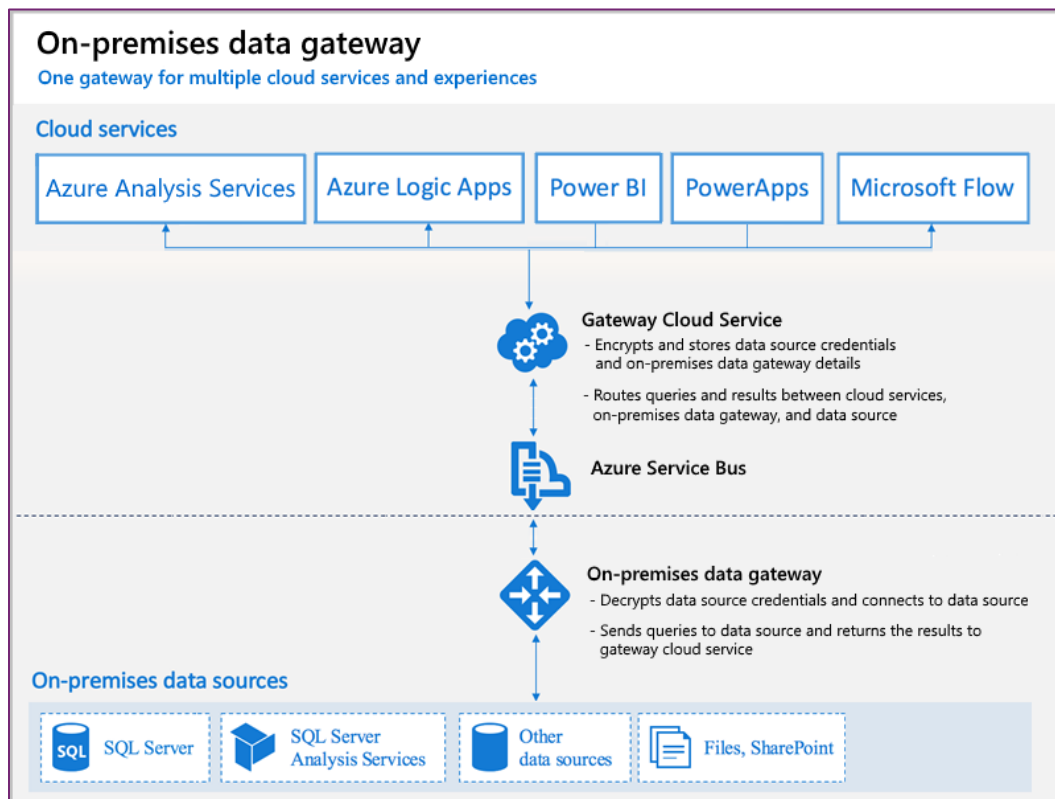 On-premises data gateway
One gateway for multiple cloud services and experiences
Cloud services
Azure Analysis Services
Azure Logic Apps
Power BI
PowerApps
Microsoft Flow
Gateway Cloud Service
- Encrypts and stores data source credentials
and on-premises data gateway details
- Routes queries and results between cloud services,
on-premises data gateway, and data source
Azure Service Bus
On-premises data gateway
- Decrypts data source credentials and connects to data source
- Sends queries to data source and returns the results to
gateway cloud service
On-premises data sources
SQL
SQL Server
SQL Server
Analysis Services
Other
data sources
Files, SharePoint